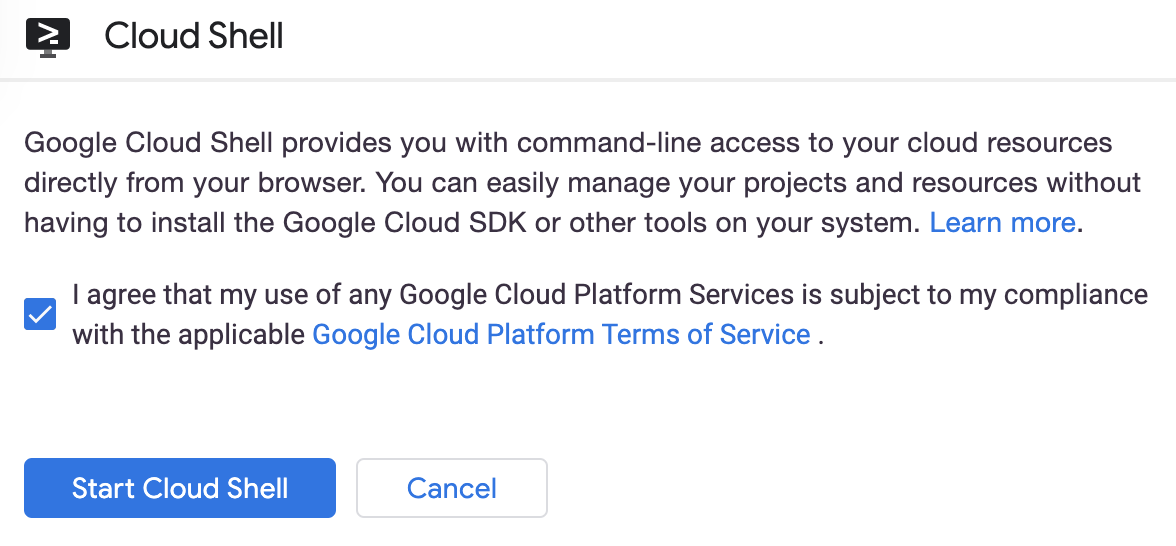 Cloud Shell
Google Cloud Shell provides you with command-line access to your cloud resources
directly from your browser. You can easily manage your projects and resources without
having to install the Google Cloud SDK or other tools on your system. Learn more.
I agree that my use of any Google Cloud Platform Services is subject to my compliance
with the applicable Google Cloud Platform Terms of Service .
Start Cloud Shell
Cancel